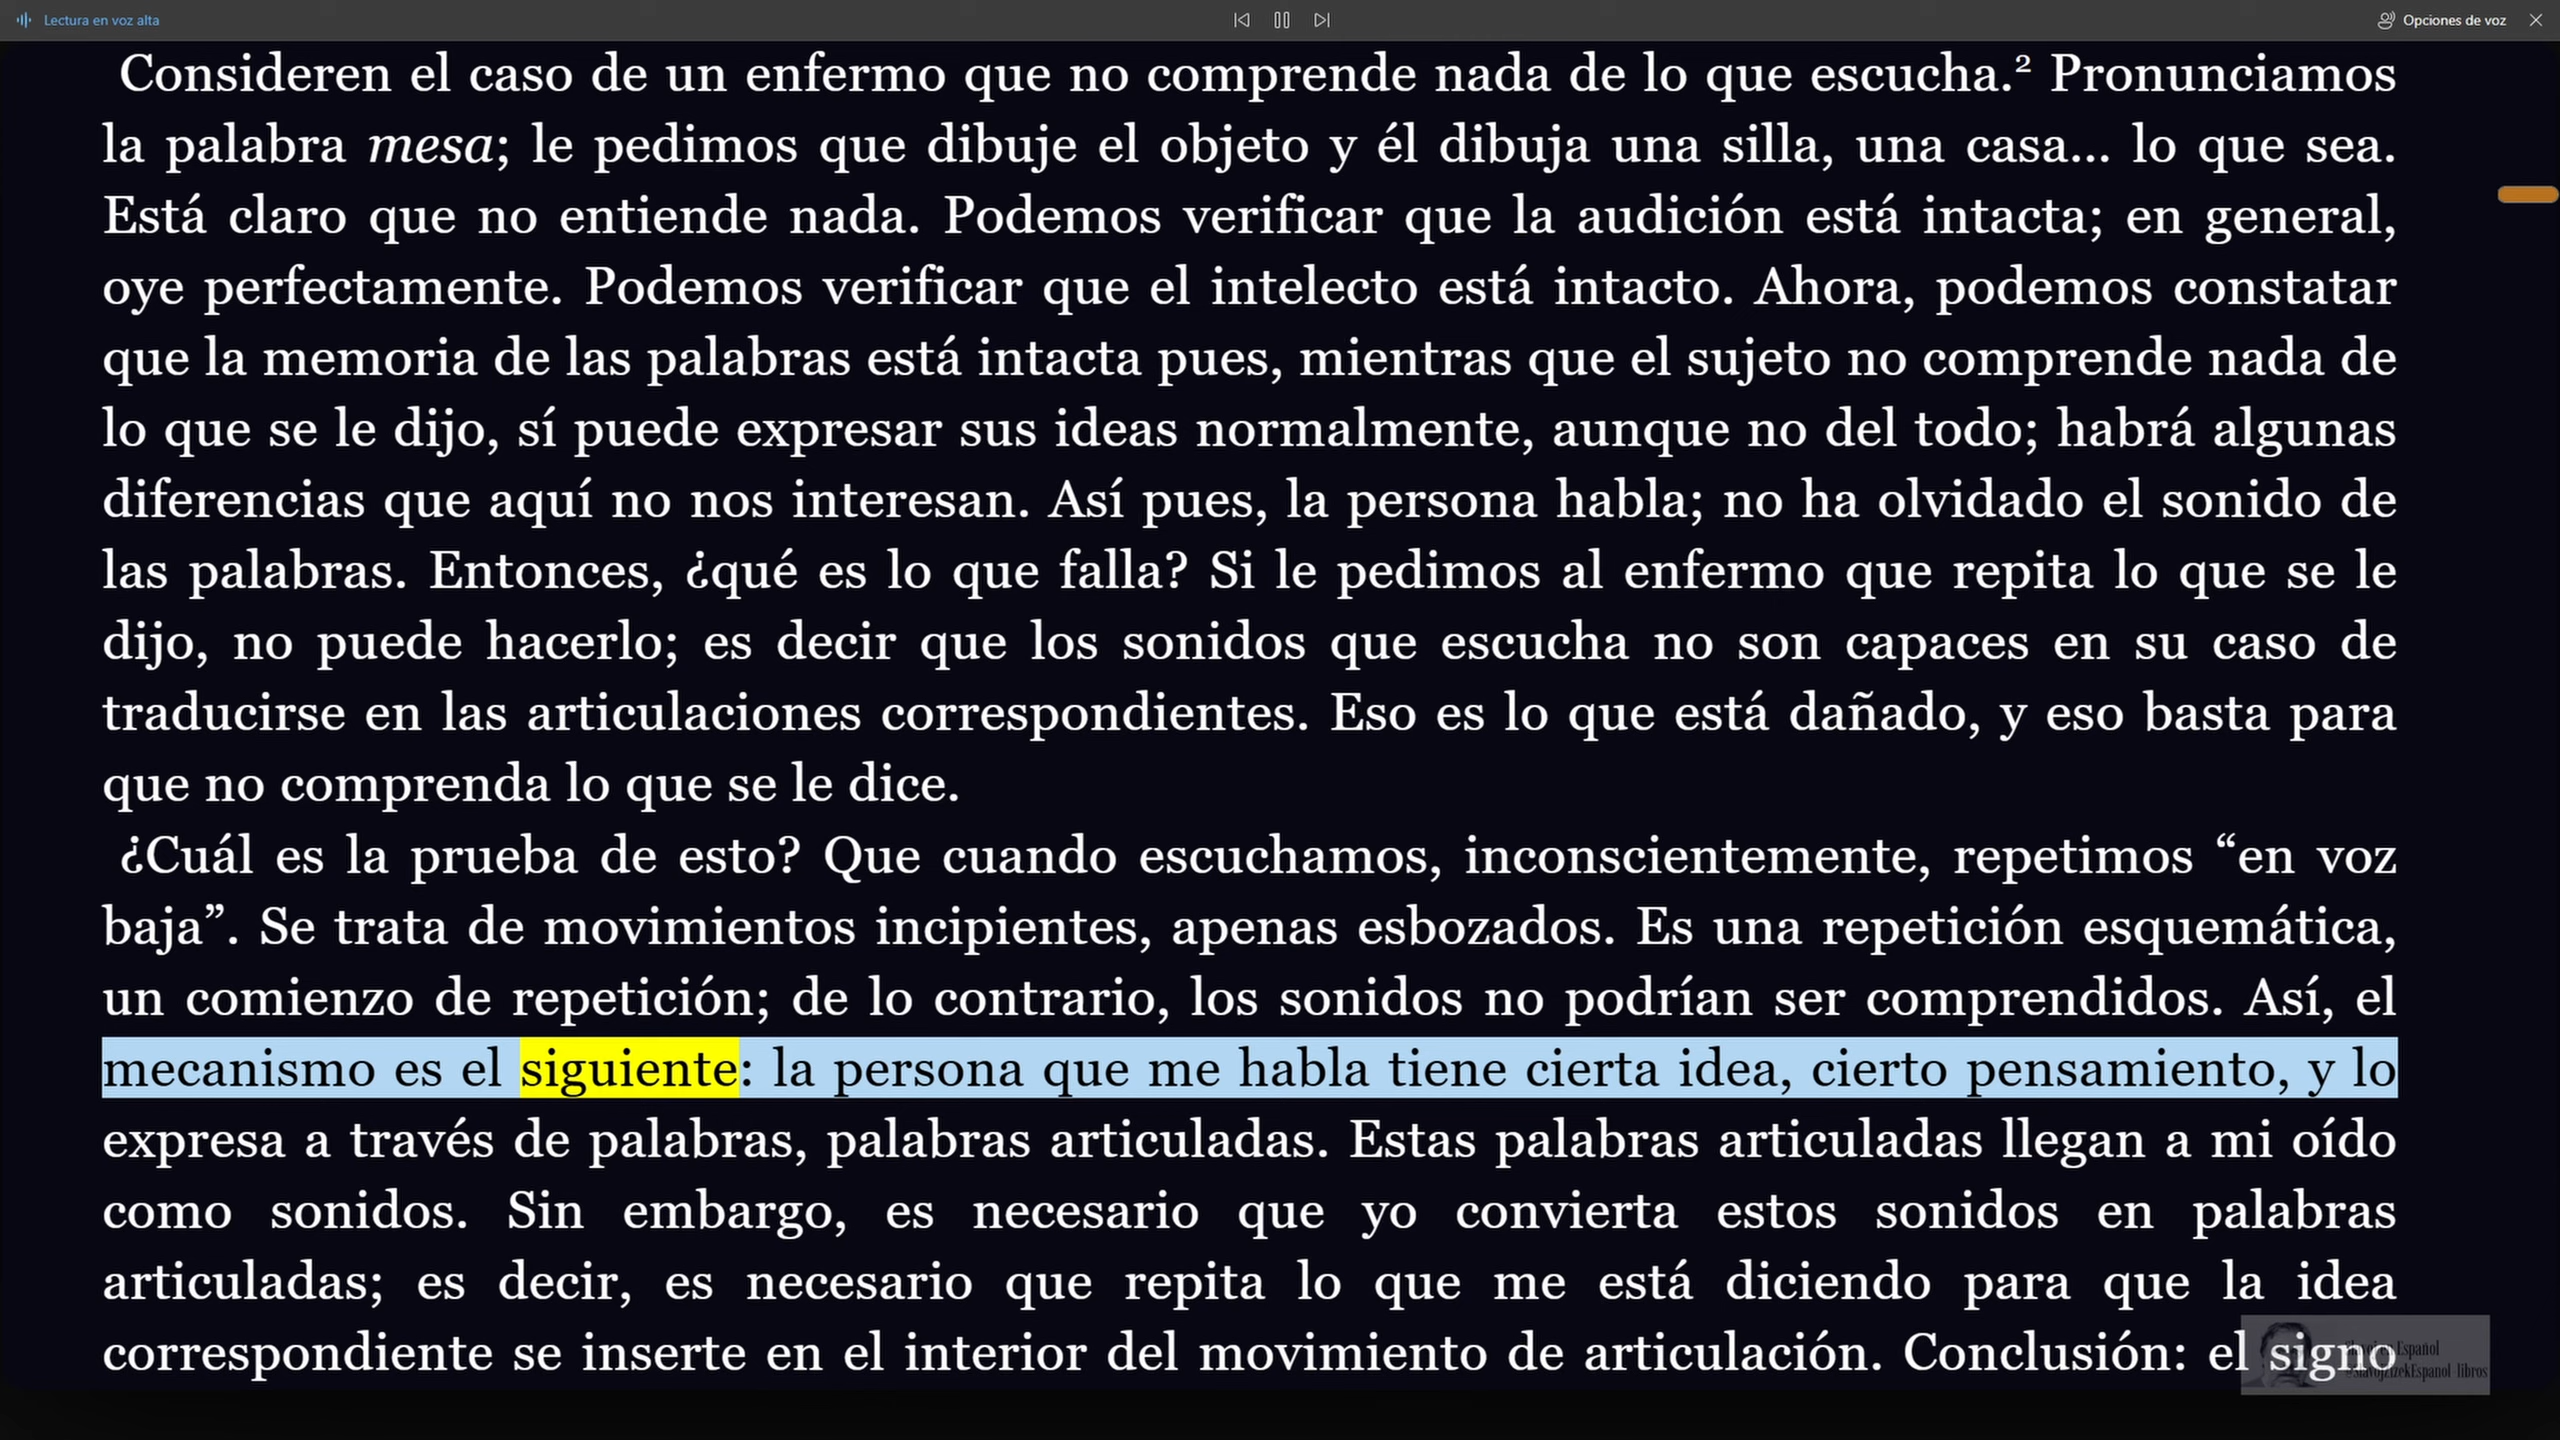 Lectura en voz alta
Opciones de voz
Consideren el caso de un enfermo que no comprende nada de lo que escucha.² Pronunciamos
la palabra mesa; le pedimos que dibuje el objeto y él dibuja una silla, una casa... lo que sea.
Está claro que no entiende nada. Podemos verificar que la audición está intacta; en general,
oye perfectamente. Podemos verificar que el intelecto está intacto. Ahora, podemos constatar
que la memoria de las palabras está intacta pues, mientras que el sujeto no comprende nada de
lo que se le dijo, sí puede expresar sus ideas normalmente, aunque no del todo; habrá algunas
diferencias que aquí no nos interesan. Así pues, la persona habla; no ha olvidado el sonido de
las palabras. Entonces, ¿qué es lo que falla? Si le pedimos al enfermo que repita lo que se le
dijo, no puede hacerlo; es decir que los sonidos que escucha no son capaces en su caso de
traducirse en las articulaciones correspondientes. Eso es lo que está dañado, y eso basta para
que no comprenda lo que se le dice.
¿Cuál es la prueba de esto? Que cuando escuchamos, inconscientemente, repetimos “en voz
baja”. Se trata de movimientos incipientes, apenas esbozados. Es una repetición esquemática,
un comienzo de repetición; de lo contrario, los sonidos no podrían ser comprendidos. Así, el
mecanismo es el siguiente: la persona que me habla tiene cierta idea, cierto pensamiento, y lo
expresa a través de palabras, palabras articuladas. Estas palabras articuladas llegan a mi oído
como sonidos. Sin embargo, es necesario que yo convierta estos sonidos en palabras
articuladas; es decir, es necesario que repita lo que me está diciendo para que la idea
correspondiente se inserte en el interior del movimiento de articulación. Conclusión: el signo
en Español